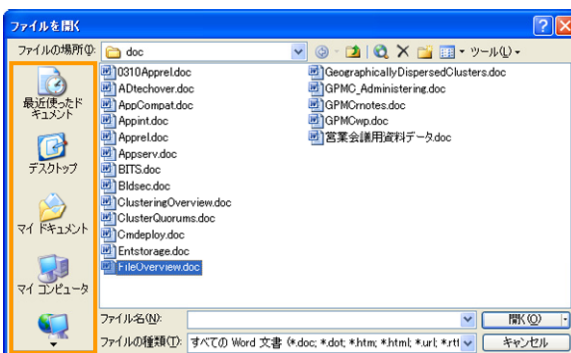 ファイルを開く
ファイルの場所(I):
doc
ツール(L)
最近使ったド
キュメント
デスクトップ
マイ ドキュメント
マイ コンピュータ
0310Apprel.doc
ADtechover.doc
AppCompat.doc
Appint.doc
Apprel.doc
Appserv.doc
BITS.doc
Bldsec.doc
ClusteringOverview.doc
ClusterQuorums.doc
Cmdeploy.doc
Entstorage.doc
FileOverview.doc
GeographicallyDispersedClusters.doc
GPMC_Administering.doc
GPMCrnotes.doc
GPMCwp.doc
営業会議用資料データ.doc
ファイル名(N):
開く(O)
ファイルの種類(T):
すべての Word 文書 (*.doc; *.dot; *.htm; *.html; *.url; *.rtf
キャンセル